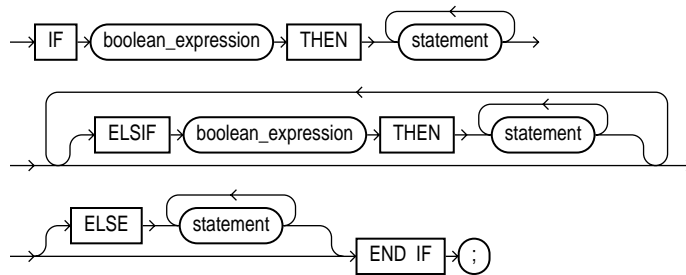 IF boolean_expression THEN statement
ELSIF boolean_expression THEN statement
ELSE statement
END IF ;